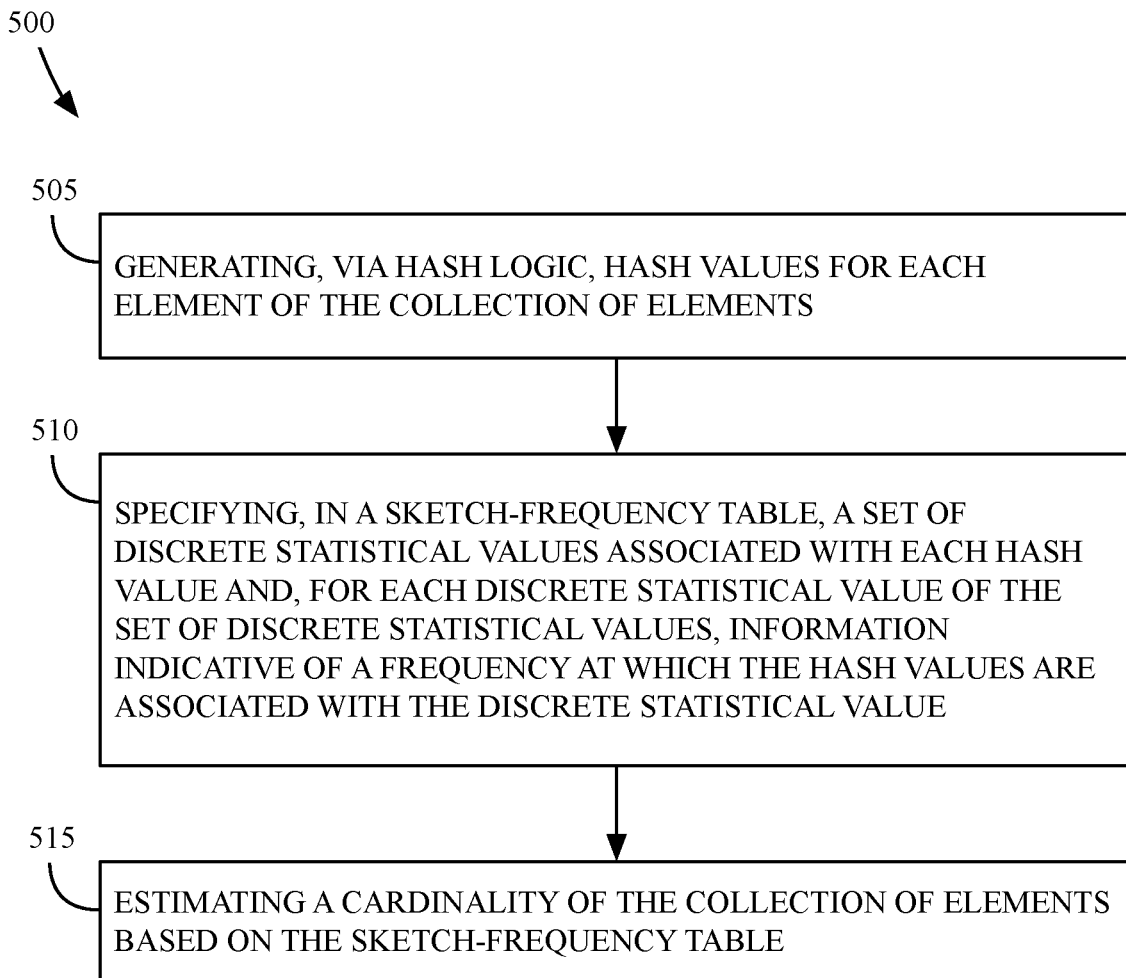 500
505
GENERATING, VIA HASH LOGIC, HASH VALUES FOR EACH
ELEMENT OF THE COLLECTION OF ELEMENTS
510
SPECIFYING, IN A SKETCH-FREQUENCY TABLE, A SET OF
DISCRETE STATISTICAL VALUES ASSOCIATED WITH EACH HASH
VALUE AND, FOR EACH DISCRETE STATISTICAL VALUE OF THE
SET OF DISCRETE STATISTICAL VALUES, INFORMATION
INDICATIVE OF A FREQUENCY AT WHICH THE HASH VALUES ARE
ASSOCIATED WITH THE DISCRETE STATISTICAL VALUE
515
ESTIMATING A CARDINALITY OF THE COLLECTION OF ELEMENTS
BASED ON THE SKETCH-FREQUENCY TABLE